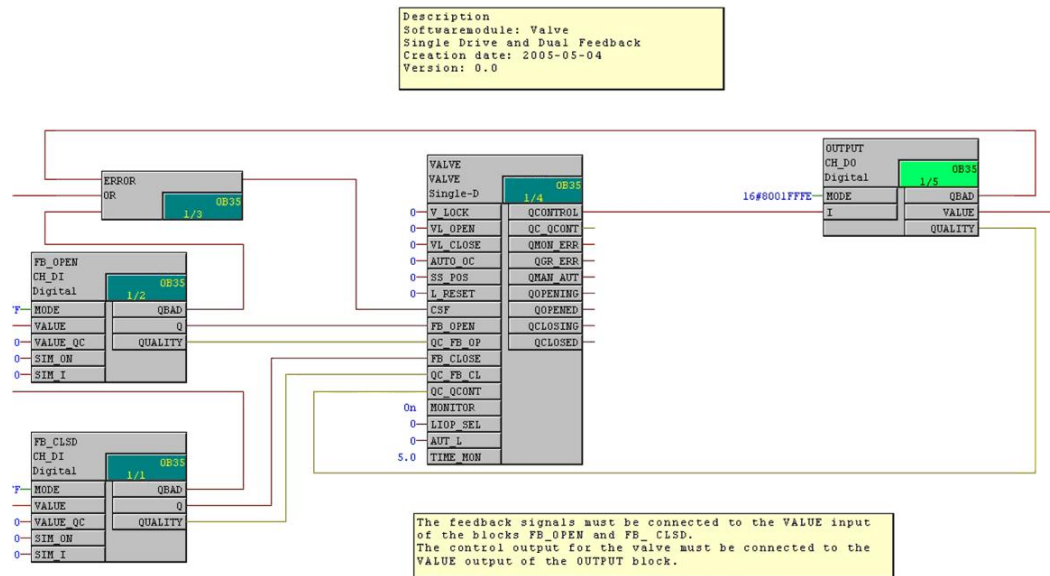 Description
Softwaremodule: Valve
Single Drive and Dual Feedback
Creation date: 2005-05-04
Version: 0.0
ERROR
OR
OB35
1/3
FB_OPEN
CH_DI
Digital
OB35
1/2
MODE QBAD
VALUE Q
0 VALUE_QC QUALITY
0 SIM_ON
0 SIM_I
FB_CLSD
CH_DI
Digital
OB35
1/1
MODE QBAD
VALUE Q
0 VALUE_QC QUALITY
0 SIM_ON
0 SIM_I
VALVE
VALVE
Single-D
OB35
1/4
0 V_LOCK QCONTROL
0 VL_OPEN QC_QCONT
0 VL_CLOSE QMON_ERR
0 AUTO_OC QGR_ERR
0 SS_POS QMAN_AUT
0 L_RESET QOPENING
CSF QOPENED
FB_OPEN QCLOSING
QC_FB_OP QCLOSED
FB_CLOSE
QC_FB_CL
QC_QCONT
On MONITOR
0 LIOP_SEL
0 AUT_L
5.0 TIME_MON
OUTPUT
CH_DO
Digital
OB35
1/5
16#8001FFFE MODE QBAD
I VALUE
QUALITY
The feedback signals must be connected to the VALUE input
of the blocks FB_OPEN and FB_ CLSD.
The control output for the valve must be connected to the
VALUE output of the OUTPUT block.